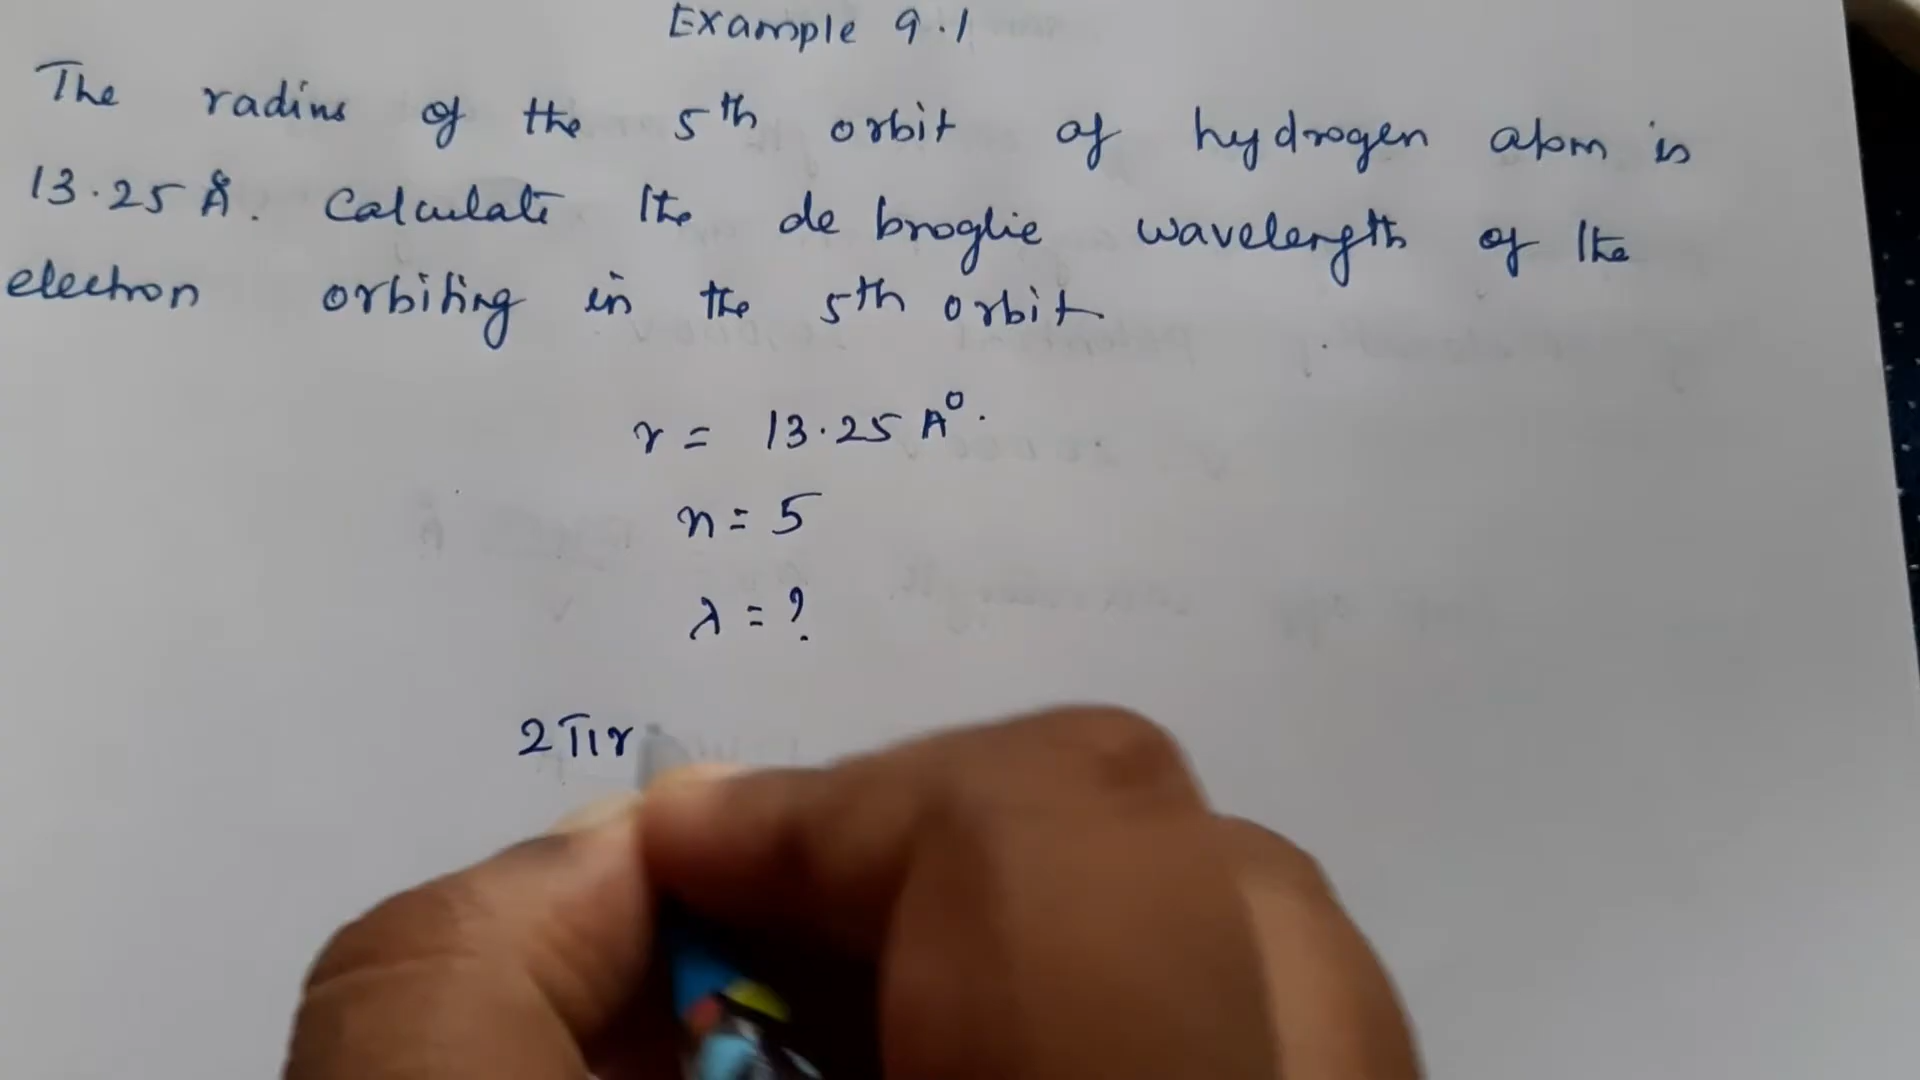 Example 9.1
The radius of the 5th orbit of hydrogen atom is
13.25 Å. Calculate the de broglie wavelength of the
electron orbiting in the 5th orbit.
r = 13.25 A⁰.
n = 5
λ = ?
2πr